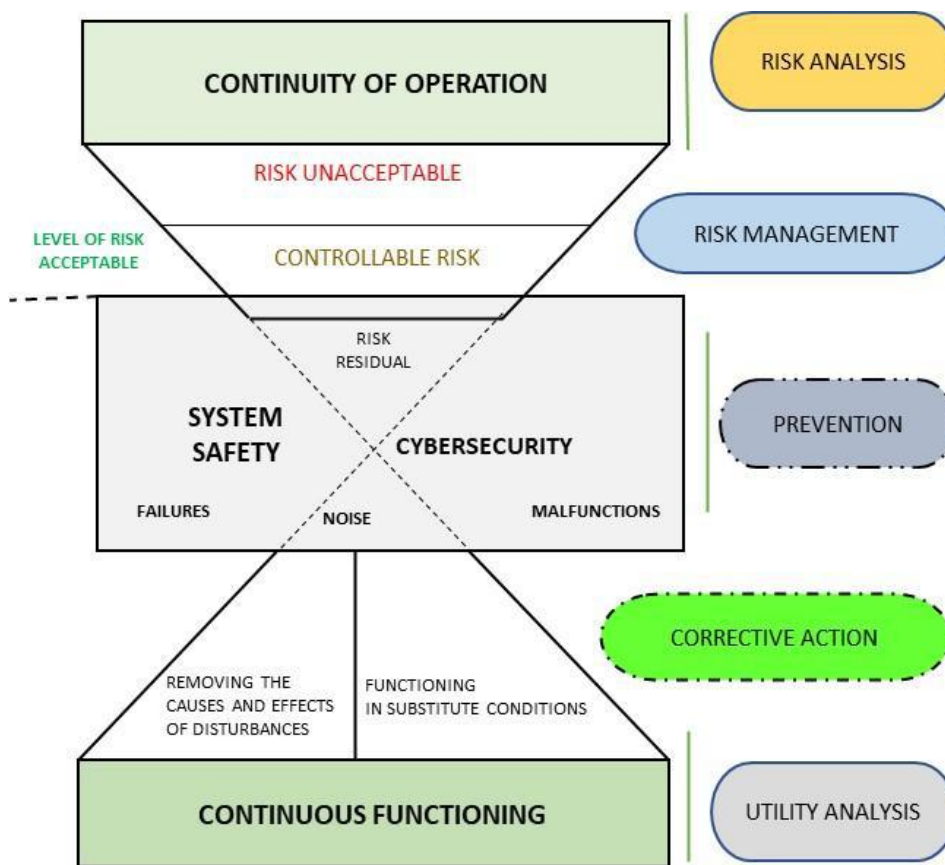 CONTINUITY OF OPERATION
RISK ANALYSIS
RISK UNACCEPTABLE
LEVEL OF RISK
ACCEPTABLE
CONTROLLABLE RISK
RISK MANAGEMENT
RISK
RESIDUAL
SYSTEM
SAFETY
CYBERSECURITY
PREVENTION
FAILURES
NOISE
MALFUNCTIONS
CORRECTIVE ACTION
REMOVING THE
CAUSES AND EFFECTS
OF DISTURBANCES
FUNCTIONING
IN SUBSTITUTE CONDITIONS
CONTINUOUS FUNCTIONING
UTILITY ANALYSIS